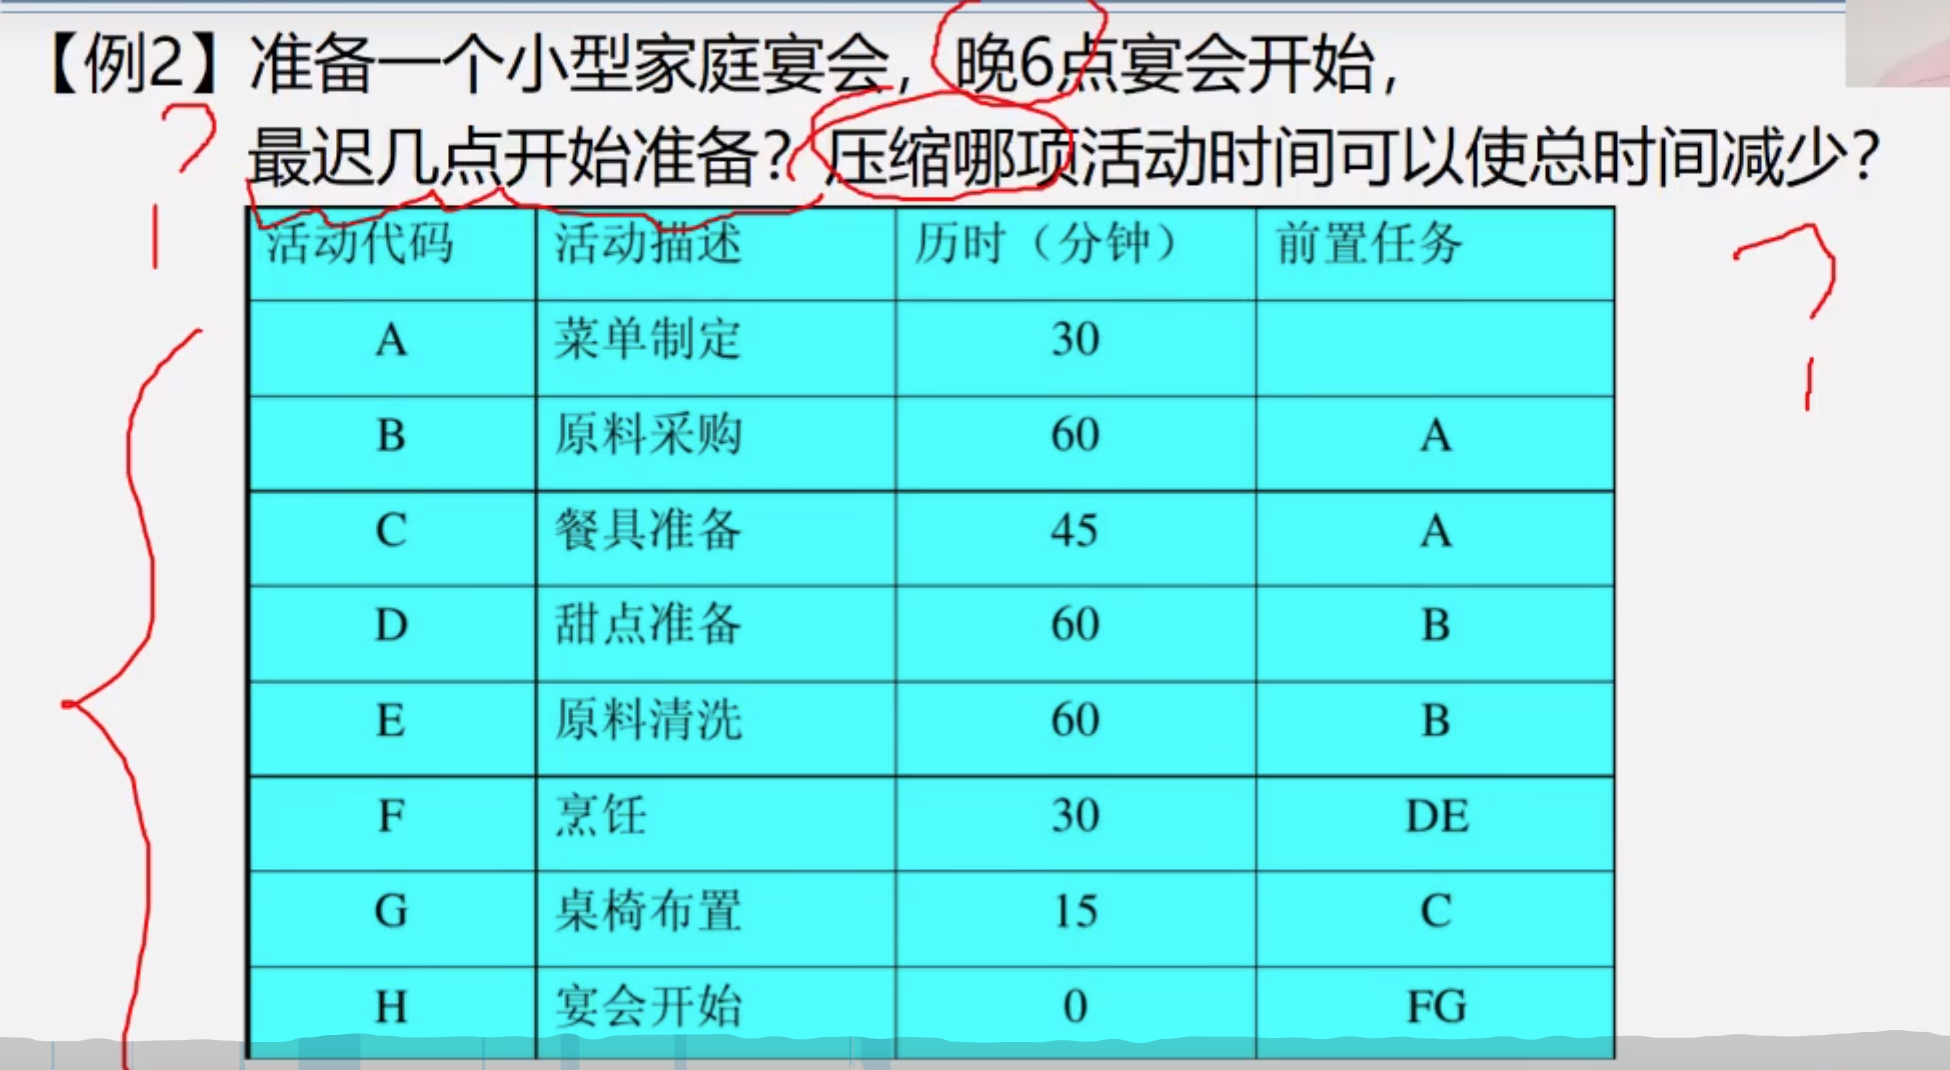 【例2】准备一个小型家庭宴会，晚6点宴会开始，
最迟几点开始准备？压缩哪项活动时间可以使总时间减少？
活动代码 活动描述 历时（分钟） 前置任务
A 菜单制定 30
B 原料采购 60 A
C 餐具准备 45 A
D 甜点准备 60 B
E 原料清洗 60 B
F 烹饪 30 DE
G 桌椅布置 15 C
H 宴会开始 0 FG